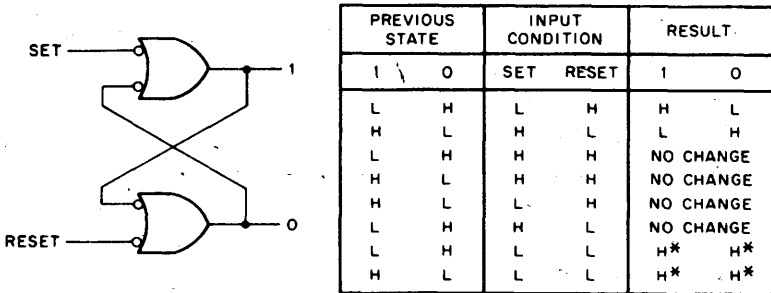 SET
1
0
RESET
PREVIOUS STATE INPUT CONDITION RESULT
1 0 SET RESET 1 0
L H L H H L
H L H L L H
L H H H NO CHANGE
H L H H NO CHANGE
H L L H NO CHANGE
L H H L NO CHANGE
L H L L H* H*
H L L L H* H*